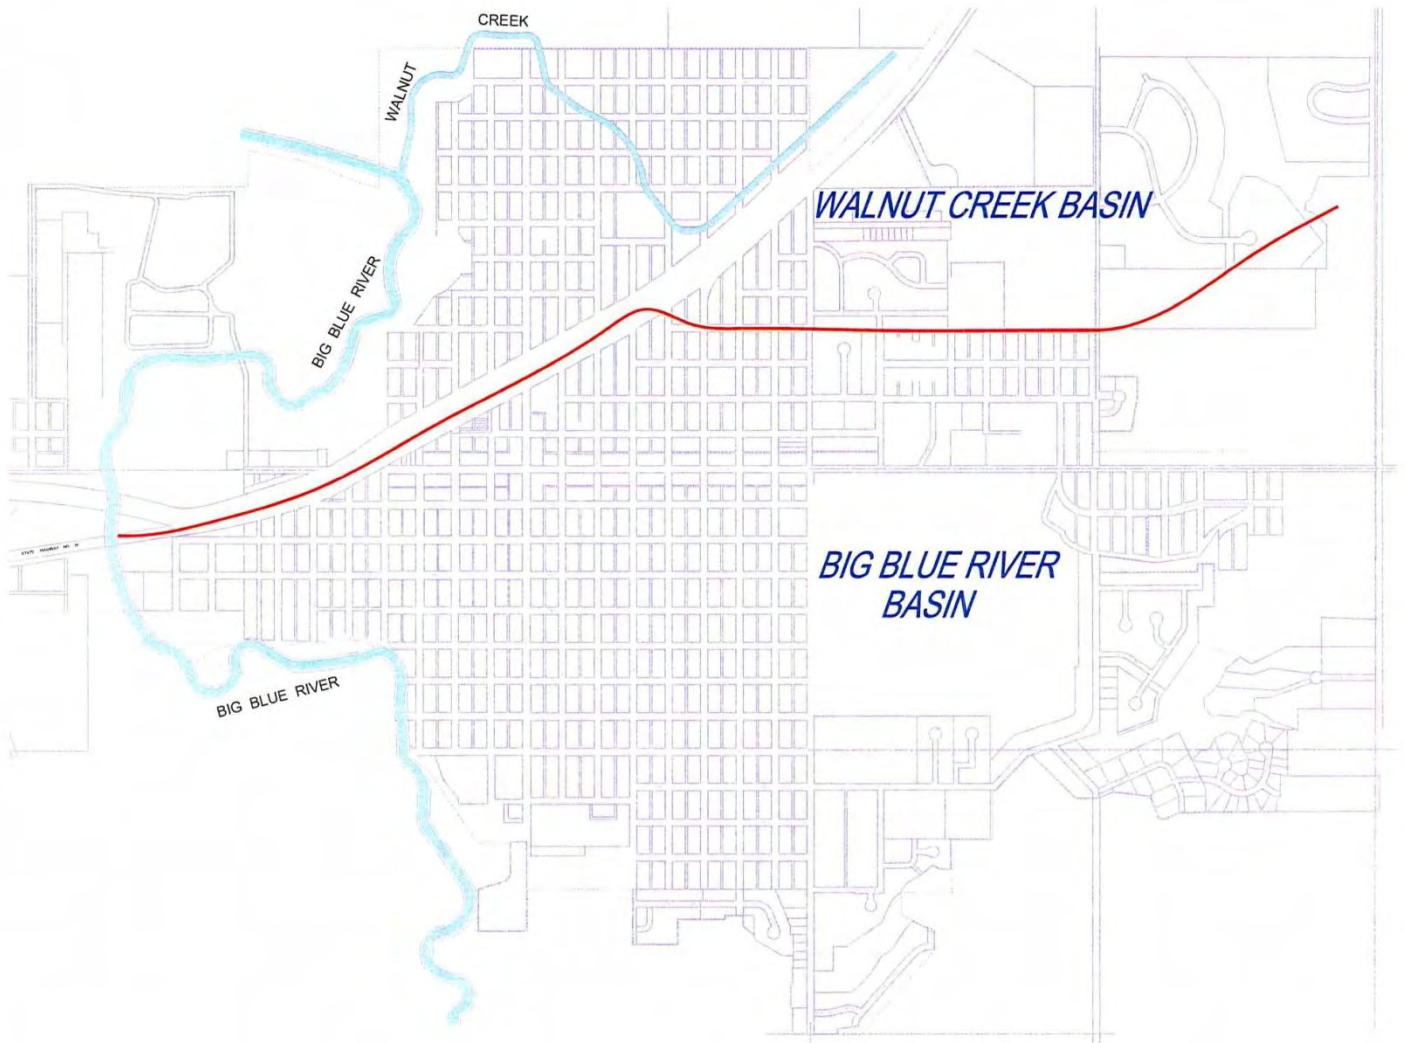 CREEK
WALNUT
WALNUT CREEK BASIN
BIG BLUE RIVER
BIG BLUE RIVER
BASIN
BIG BLUE RIVER